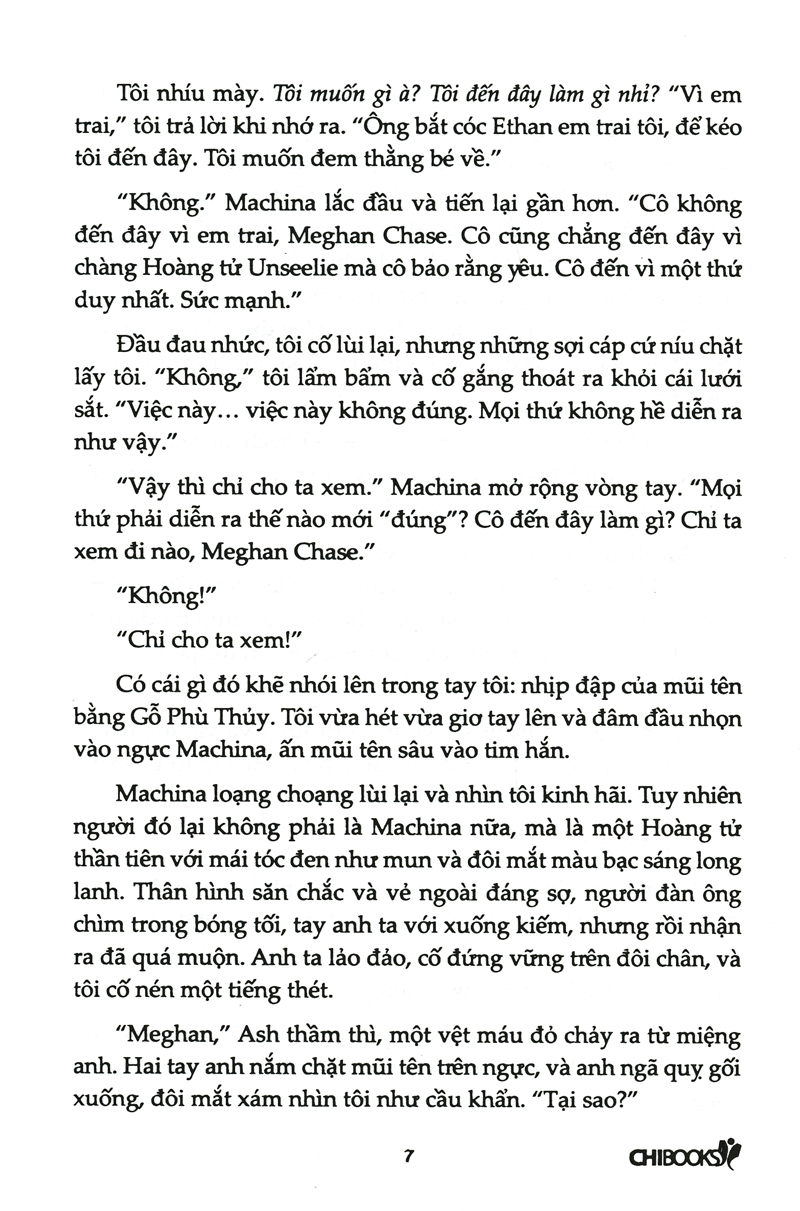 Tôi nhíu mày. Tôi muốn gì à? Tôi đến đây làm gì nhỉ? “Vì em
trai,” tôi trả lời khi nhớ ra. “Ông bắt cóc Ethan em trai tôi, để kéo
tôi đến đây. Tôi muốn đem thằng bé về.”
“Không.” Machina lắc đầu và tiến lại gần hơn. “Cô không
đến đây vì em trai, Meghan Chase. Cô cũng chẳng đến đây vì
chàng Hoàng tử Unseelie mà cô bảo rằng yêu. Cô đến vì một thứ
duy nhất. Sức mạnh.”
Đầu đau nhức, tôi cố lùi lại, nhưng những sợi cáp cứ níu chặt
lấy tôi. “Không,” tôi lẩm bẩm và cố gắng thoát ra khỏi cái lưới
sắt. “Việc này… việc này không đúng. Mọi thứ không hề diễn ra
như vậy.”
“Vậy thì chỉ cho ta xem.” Machina mở rộng vòng tay. “Mọi
thứ phải diễn ra thế nào mới “đúng”? Cô đến đây làm gì? Chỉ ta
xem đi nào, Meghan Chase.”
“Không!”
“Chỉ cho ta xem!”
Có cái gì đó khẽ nhói lên trong tay tôi: nhịp đập của mũi tên
bằng Gỗ Phù Thủy. Tôi vừa hét vừa giơ tay lên và đâm đầu nhọn
vào ngực Machina, ấn mũi tên sâu vào tim hắn.
Machina loạng choạng lùi lại và nhìn tôi kinh hãi. Tuy nhiên
người đó lại không phải là Machina nữa, mà là một Hoàng tử
thần tiên với mái tóc đen như mun và đôi mắt màu bạc sáng long
lanh. Thân hình săn chắc và vẻ ngoài đáng sợ, người đàn ông
chìm trong bóng tối, tay anh ta với xuống kiếm, nhưng rồi nhận
ra đã quá muộn. Anh ta lảo đảo, cố đứng vững trên đôi chân, và
tôi cố nén một tiếng thét.
“Meghan,” Ash thầm thì, một vệt máu đỏ chảy ra từ miệng
anh. Hai tay anh nắm chặt mũi tên trên ngực, và anh ngã quỵ gối
xuống, đôi mắt xám nhìn tôi như cầu khẩn. “Tại sao?”
7
CHIBOOKS